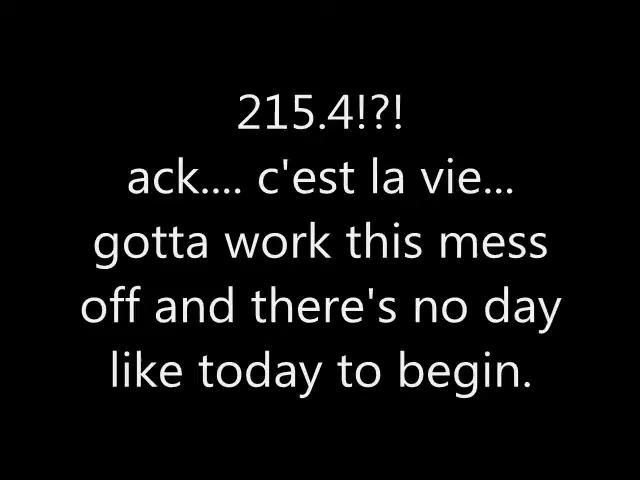 215.4!?!
ack.... c'est la vie...
gotta work this mess
off and there's no day
like today to begin.